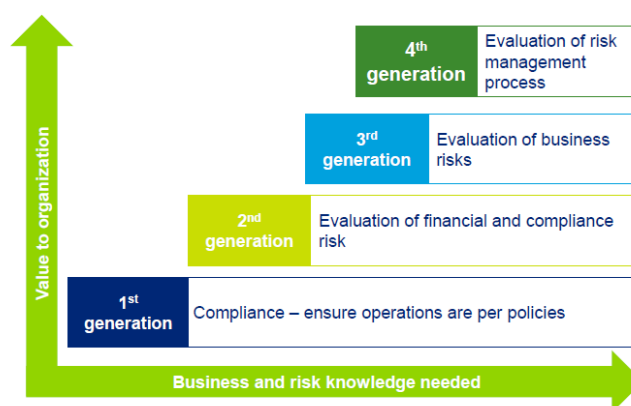 Value to organization
4th
generation
Evaluation of risk
management
process
3rd
generation
Evaluation of business
risks
2nd
generation
Evaluation of financial and compliance
risk
1st
generation
Compliance – ensure operations are per policies
Business and risk knowledge needed